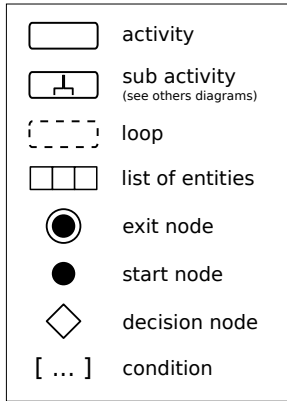 activity
sub activity
(see others diagrams)
loop
list of entities
exit node
start node
decision node
[ ... ] condition